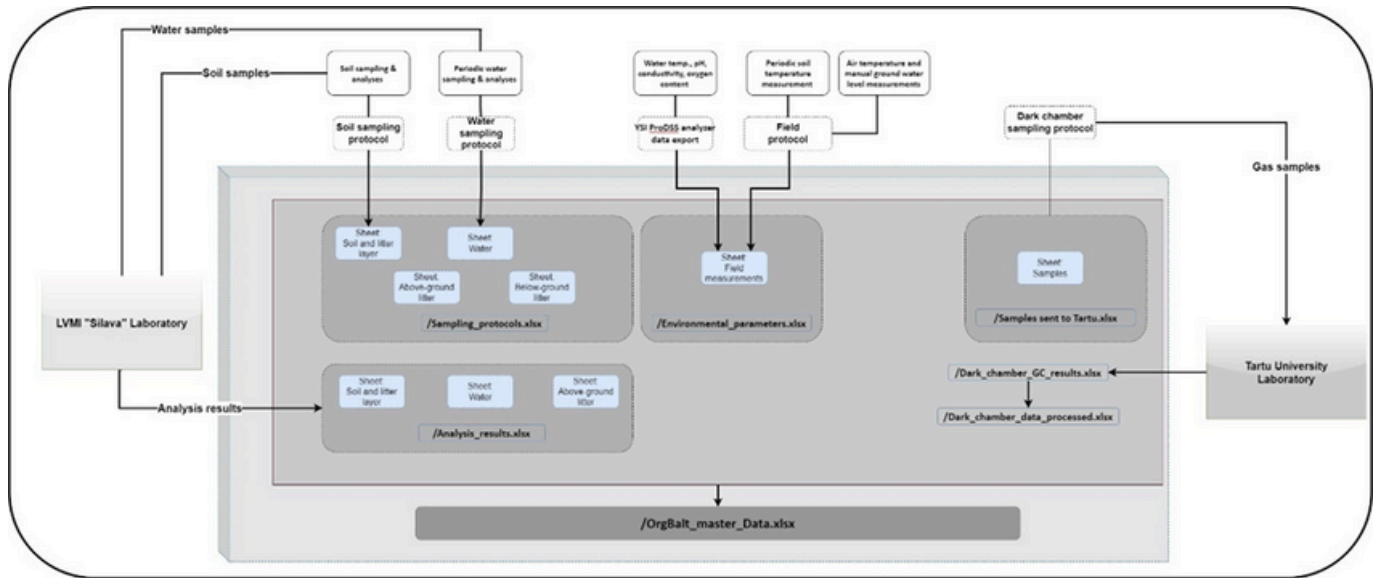 Water samples
Soil samples
Soil sampling &
analyses
Periodic water
sampling & analyses
Water temp., pH,
conductivity, oxygen
content
Periodic soil
temperature
measurement
Air temperature and
manual ground water
level measurements
Soil sampling
protocol
Water
sampling
protocol
YSI ProDSS analyzer
data export
Field
protocol
Dark chamber
sampling protocol
Gas samples
Sheet:
Soil and litter
layer
Sheet:
Water
Sheet.
Above-ground
litter
Sheet.
Below-ground
litter
/Sampling_protocols.xlsx
Sheet:
Field
measurements
/Environmental_parameters.xlsx
Sheet:
Samples
/Samples sent to Tartu.xlsx
LVMI "Silava" Laboratory
Tartu University
Laboratory
/Dark_chamber_GC_results.xlsx
/Dark_chamber_data_processed.xlsx
Analysis results
Sheet:
Soil and litter
layer
Sheet:
Water
Sheet:
Above-ground
litter
/Analysis_results.xlsx
/OrgBalt_master_Data.xlsx